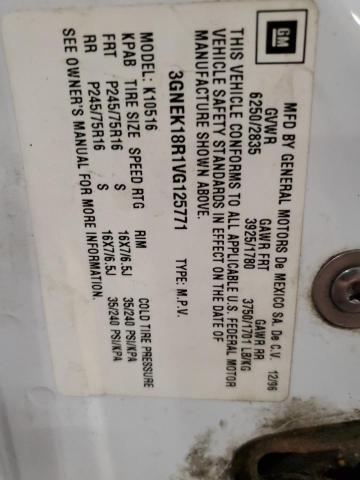 GM
MFD BY GENERAL MOTORS De MEXICO SA. De C.V. 12/96
GVWR GAWR FRT GAWR RR
6250/2835 3925/1780 3750/1701 LB/KG
THIS VEHICLE CONFORMS TO ALL APPLICABLE U.S. FEDERAL MOTOR
VEHICLE SAFETY STANDARDS IN EFFECT ON THE DATE OF
MANUFACTURE SHOWN ABOVE.
3GNEK18R1VG125771 TYPE: M.P.V.
MODEL: K10516
KPAB TIRE SIZE SPEED RTG RIM COLD TIRE PRESSURE
FRT P245/75R16 S 16X7/6.5J 35/240 PSI/KPA
RR P245/75R16 S 16X7/6.5J 35/240 PSI/KPA
SEE OWNER'S MANUAL FOR MORE INFORMATION.